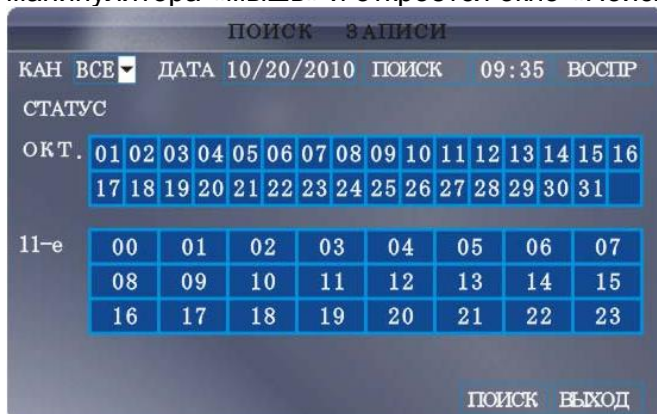 ПОИСК ЗАПИСИ
КАН ВСЕ ДАТА 10/20/2010 ПОИСК 09:35 ВОСПР
СТАТУС
ОКТ. 01 02 03 04 05 06 07 08 09 10 11 12 13 14 15 16
17 18 19 20 21 22 23 24 25 26 27 28 29 30 31
11-е 00 01 02 03 04 05 06 07
08 09 10 11 12 13 14 15
16 17 18 19 20 21 22 23
ПОИСК ВЫХОД